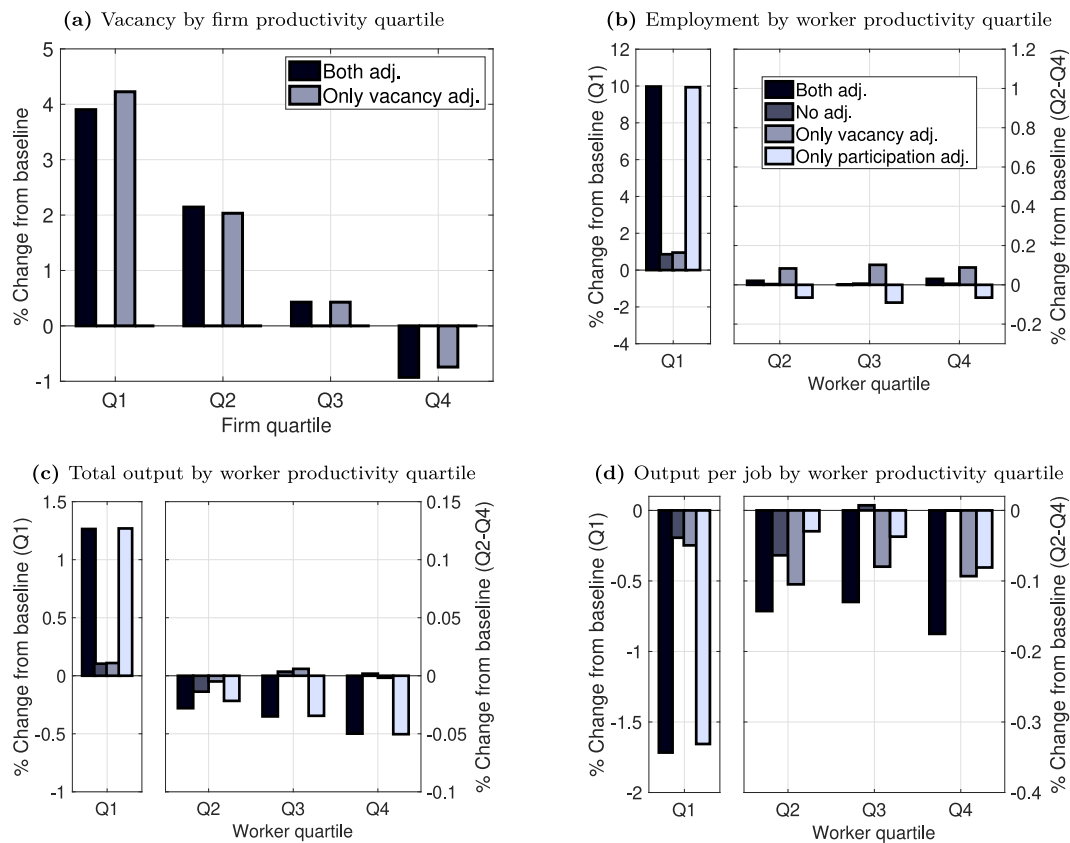 (a) Vacancy by firm productivity quartile
% Change from baseline
5
4
3
2
1
0
-1
Both adj.
Only vacancy adj.
Q1 Q2 Q3 Q4
Firm quartile
(b) Employment by worker productivity quartile
% Change from baseline (Q1)
12
10
8
6
4
2
0
-2
-4
Both adj.
No adj.
Only vacancy adj.
Only participation adj.
1.2
1
0.8
0.6
0.4
0.2
0
-0.2
% Change from baseline (Q2-Q4)
Q1 Q2 Q3 Q4
Worker quartile
(c) Total output by worker productivity quartile
% Change from baseline (Q1)
1.5
1
0.5
0
-0.5
-1
0.15
0.1
0.05
0
-0.05
-0.1
% Change from baseline (Q2-Q4)
Q1 Q2 Q3 Q4
Worker quartile
(d) Output per job by worker productivity quartile
% Change from baseline (Q1)
0
-0.5
-1
-1.5
-2
0
-0.1
-0.2
-0.3
-0.4
% Change from baseline (Q2-Q4)
Q1 Q2 Q3 Q4
Worker quartile